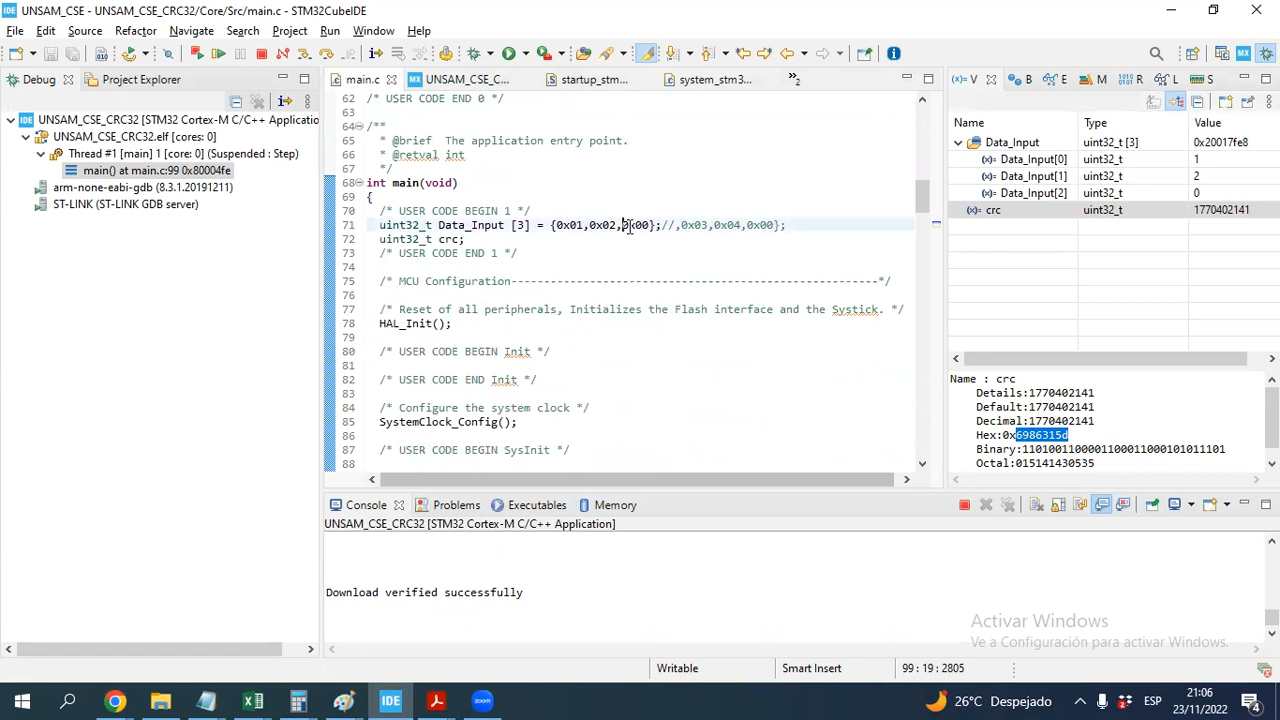 IDE UNSAM_CSE - UNSAM_CSE_CRC32/Core/Src/main.c - STM32CubeIDE
File Edit Source Refactor Navigate Search Project Run Window Help
Debug Project Explorer
UNSAM_CSE_CRC32 [STM32 Cortex-M C/C++ Applicatio
UNSAM_CSE_CRC32.elf [cores: 0]
Thread #1 [main] 1 [core: 0] (Suspended : Step)
main() at main.c:99 0x80004fe
arm-none-eabi-gdb (8.3.1.20191211)
ST-LINK (ST-LINK GDB server)
main.c MX UNSAM_CSE_C... startup_stm... system_stm3... »2
62 /* USER CODE END 0 */
63
64 /**
65 * @brief The application entry point.
66 * @retval int
67 */
68 int main(void)
69 {
70 /* USER CODE BEGIN 1 */
71 uint32_t Data_Input [3] = {0x01,0x02,0x00};//,0x03,0x04,0x00};
72 uint32_t crc;
73 /* USER CODE END 1 */
74
75 /* MCU Configuration--------------------------------------------------------*/
76
77 /* Reset of all peripherals, Initializes the Flash interface and the Systick. */
78 HAL_Init();
79
80 /* USER CODE BEGIN Init */
81
82 /* USER CODE END Init */
83
84 /* Configure the system clock */
85 SystemClock_Config();
86
87 /* USER CODE BEGIN SysInit */
88
V B E M R L S
Name Type Value
Data_Input uint32_t [3] 0x20017fe8
(x)= Data_Input[0] uint32_t 1
(x)= Data_Input[1] uint32_t 2
(x)= Data_Input[2] uint32_t 0
(x)= crc uint32_t 1770402141
Name : crc
Details:1770402141
Default:1770402141
Decimal:1770402141
Hex:0x6986315d
Binary:1101001100001100011000101011101
Octal:015141430535
Console Problems Executables Memory
UNSAM_CSE_CRC32 [STM32 Cortex-M C/C++ Application]
Download verified successfully
Activar Windows
Ve a Configuración para activar Windows.
Writable Smart Insert 99 : 19 : 2805
IDE zoom 26°C Despejado ESP 21:06 23/11/2022 4